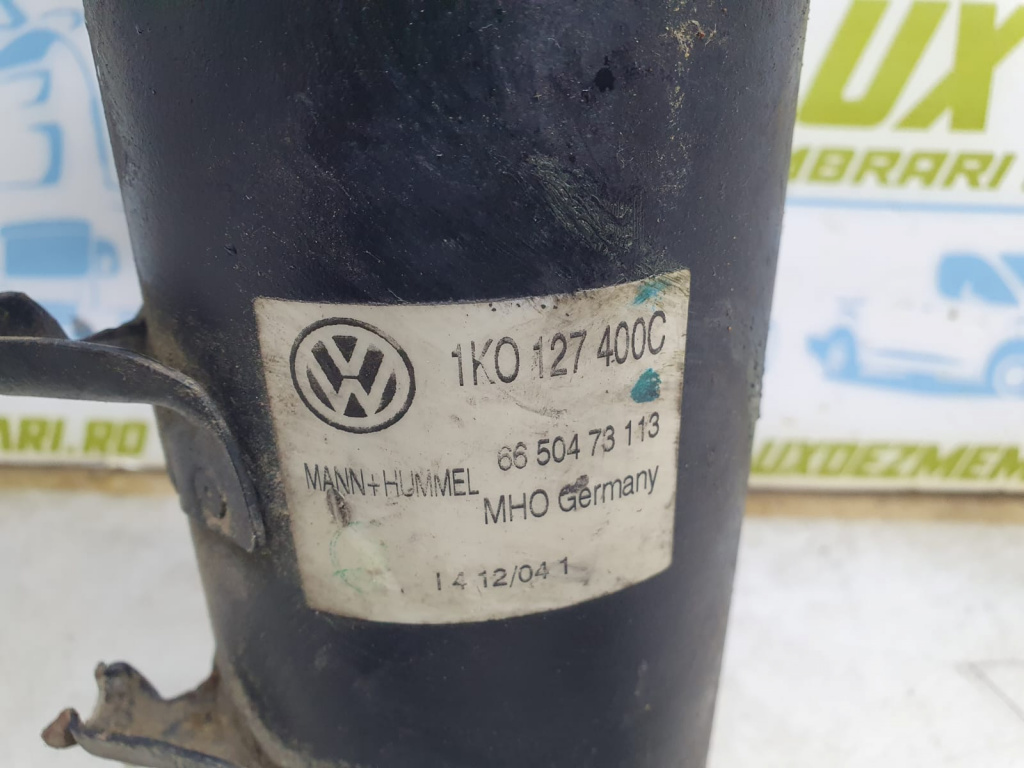 UX
MBRARI
1K0 127 400C
66 504 73 113
MANN+HUMMEL
MHO Germany
I 4 12/04 1
ARI.RO
UXDEZMEM